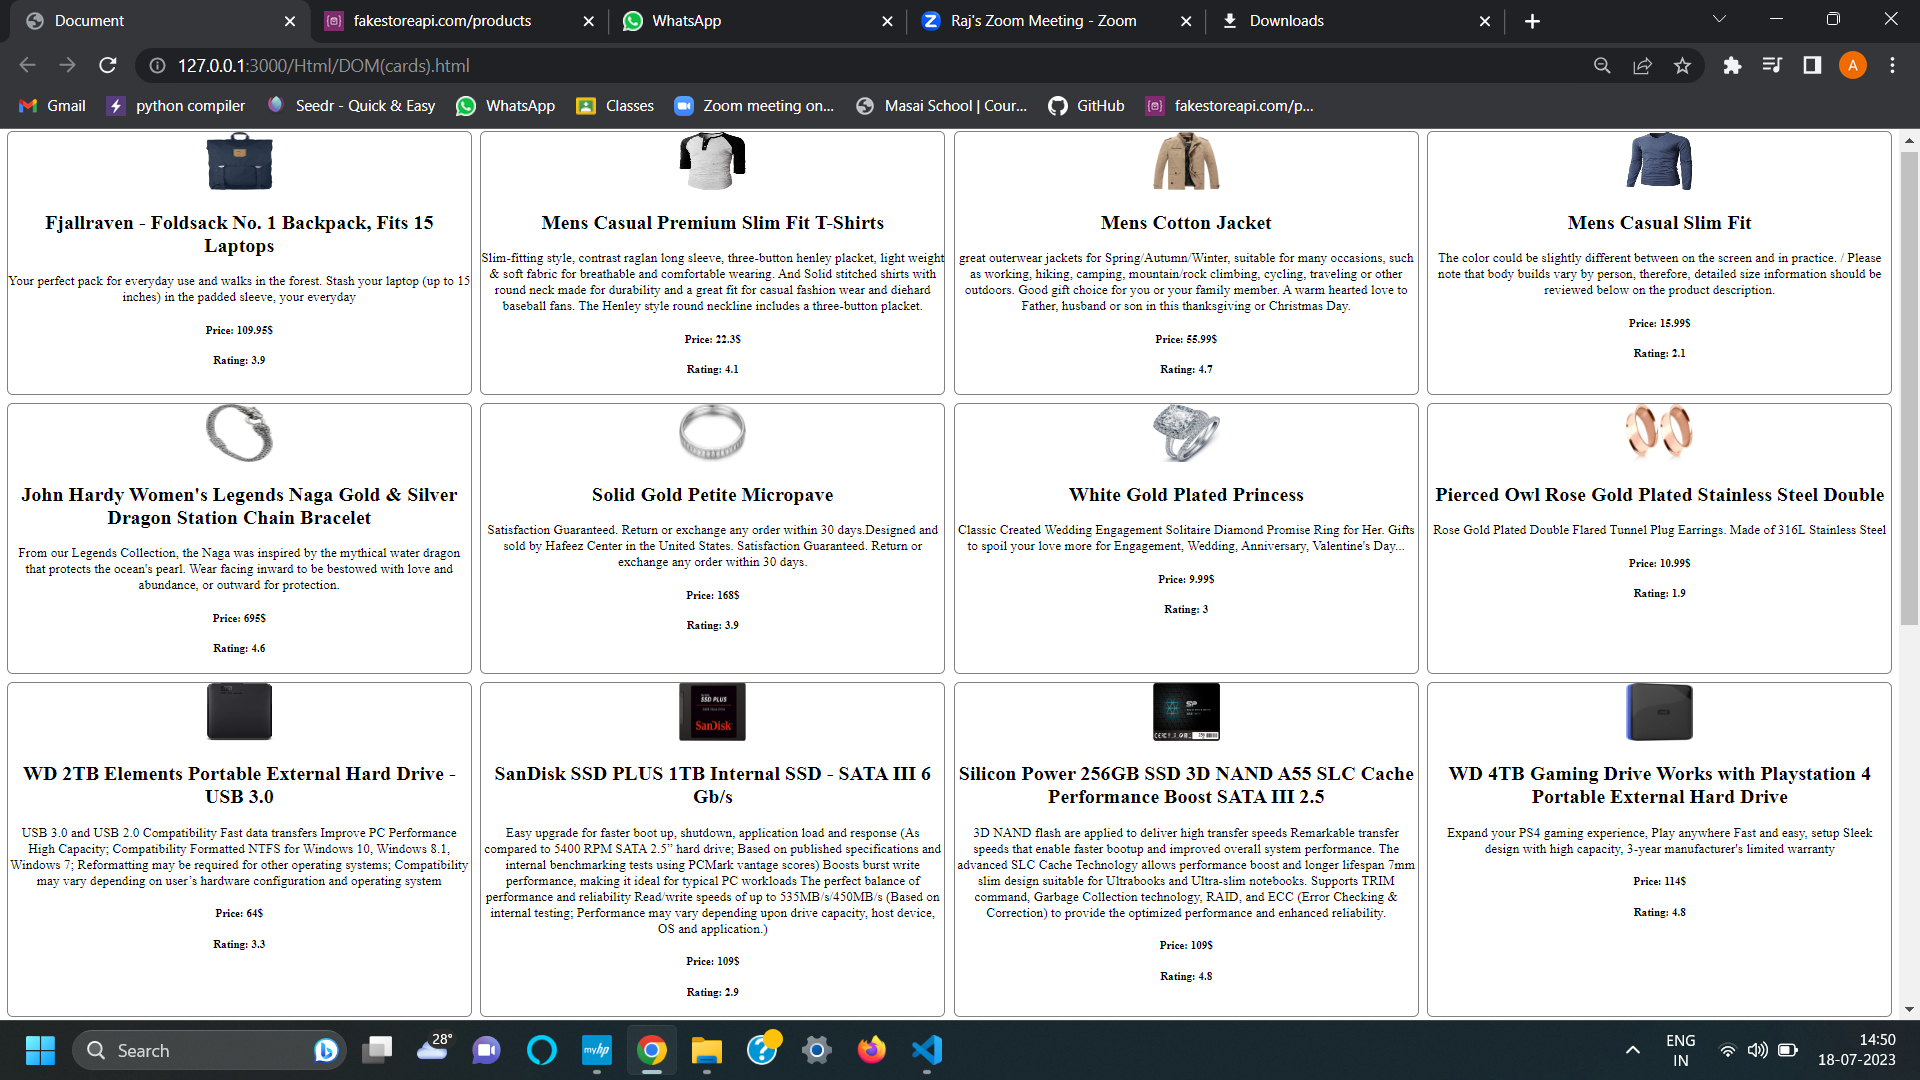 Document
fakestoreapi.com/products
WhatsApp
Raj's Zoom Meeting - Zoom
Downloads
127.0.0.1:3000/Html/DOM(cards).html
A
Gmail
python compiler
Seedr - Quick & Easy
WhatsApp
Classes
Zoom meeting on...
Masai School | Cour...
GitHub
fakestoreapi.com/p...
Fjallraven - Foldsack No. 1 Backpack, Fits 15
Laptops
Your perfect pack for everyday use and walks in the forest. Stash your laptop (up to 15
inches) in the padded sleeve, your everyday
Price: 109.95$
Rating: 3.9
Mens Casual Premium Slim Fit T-Shirts
Slim-fitting style, contrast raglan long sleeve, three-button henley placket, light weight
& soft fabric for breathable and comfortable wearing. And Solid stitched shirts with
round neck made for durability and a great fit for casual fashion wear and diehard
baseball fans. The Henley style round neckline includes a three-button placket.
Price: 22.3$
Rating: 4.1
Mens Cotton Jacket
great outerwear jackets for Spring/Autumn/Winter, suitable for many occasions, such
as working, hiking, camping, mountain/rock climbing, cycling, traveling or other
outdoors. Good gift choice for you or your family member. A warm hearted love to
Father, husband or son in this thanksgiving or Christmas Day.
Price: 55.99$
Rating: 4.7
Mens Casual Slim Fit
The color could be slightly different between on the screen and in practice. / Please
note that body builds vary by person, therefore, detailed size information should be
reviewed below on the product description.
Price: 15.99$
Rating: 2.1
John Hardy Women's Legends Naga Gold & Silver
Dragon Station Chain Bracelet
From our Legends Collection, the Naga was inspired by the mythical water dragon
that protects the ocean's pearl. Wear facing inward to be bestowed with love and
abundance, or outward for protection.
Price: 695$
Rating: 4.6
Solid Gold Petite Micropave
Satisfaction Guaranteed. Return or exchange any order within 30 days.Designed and
sold by Hafeez Center in the United States. Satisfaction Guaranteed. Return or
exchange any order within 30 days.
Price: 168$
Rating: 3.9
White Gold Plated Princess
Classic Created Wedding Engagement Solitaire Diamond Promise Ring for Her. Gifts
to spoil your love more for Engagement, Wedding, Anniversary, Valentine's Day...
Price: 9.99$
Rating: 3
Pierced Owl Rose Gold Plated Stainless Steel Double
Rose Gold Plated Double Flared Tunnel Plug Earrings. Made of 316L Stainless Steel
Price: 10.99$
Rating: 1.9
WD 2TB Elements Portable External Hard Drive -
USB 3.0
USB 3.0 and USB 2.0 Compatibility Fast data transfers Improve PC Performance
High Capacity; Compatibility Formatted NTFS for Windows 10, Windows 8.1,
Windows 7; Reformatting may be required for other operating systems; Compatibility
may vary depending on user’s hardware configuration and operating system
Price: 64$
Rating: 3.3
SSD PLUS
SanDisk
SanDisk SSD PLUS 1TB Internal SSD - SATA III 6
Gb/s
Easy upgrade for faster boot up, shutdown, application load and response (As
compared to 5400 RPM SATA 2.5” hard drive; Based on published specifications and
internal benchmarking tests using PCMark vantage scores) Boosts burst write
performance, making it ideal for typical PC workloads The perfect balance of
performance and reliability Read/write speeds of up to 535MB/s/450MB/s (Based on
internal testing; Performance may vary depending upon drive capacity, host device,
OS and application.)
Price: 109$
Rating: 2.9
SP
Silicon Power 256GB SSD 3D NAND A55 SLC Cache
Performance Boost SATA III 2.5
3D NAND flash are applied to deliver high transfer speeds Remarkable transfer
speeds that enable faster bootup and improved overall system performance. The
advanced SLC Cache Technology allows performance boost and longer lifespan 7mm
slim design suitable for Ultrabooks and Ultra-slim notebooks. Supports TRIM
command, Garbage Collection technology, RAID, and ECC (Error Checking &
Correction) to provide the optimized performance and enhanced reliability.
Price: 109$
Rating: 4.8
WD 4TB Gaming Drive Works with Playstation 4
Portable External Hard Drive
Expand your PS4 gaming experience, Play anywhere Fast and easy, setup Sleek
design with high capacity, 3-year manufacturer's limited warranty
Price: 114$
Rating: 4.8
Search
28°
myhp
ENG
IN
14:50
18-07-2023